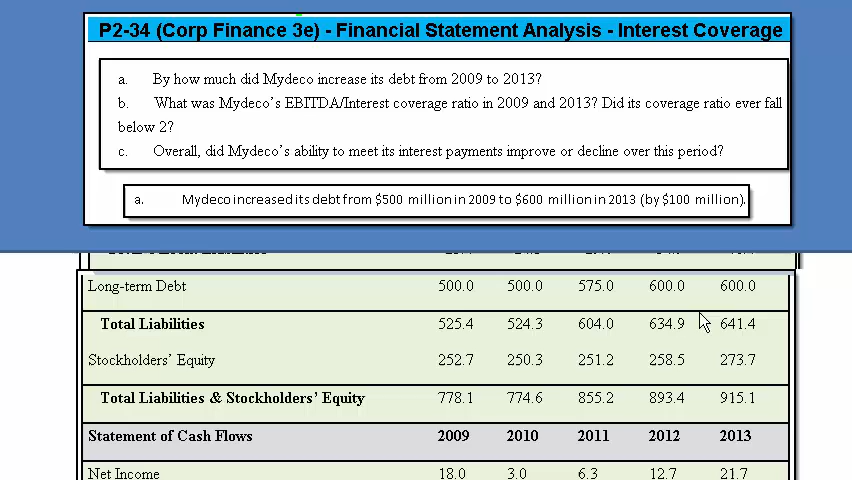 P2-34 (Corp Finance 3e) - Financial Statement Analysis - Interest Coverage
a. By how much did Mydeco increase its debt from 2009 to 2013?
b. What was Mydeco's EBITDA/Interest coverage ratio in 2009 and 2013? Did its coverage ratio ever fall
below 2?
c. Overall, did Mydeco's ability to meet its interest payments improve or decline over this period?
a. Mydeco increased its debt from $500 million in 2009 to $600 million in 2013 (by $100 million).
Long-term Debt 500.0 500.0 575.0 600.0 600.0
Total Liabilities 525.4 524.3 604.0 634.9 641.4
Stockholders' Equity 252.7 250.3 251.2 258.5 273.7
Total Liabilities & Stockholders' Equity 778.1 774.6 855.2 893.4 915.1
Statement of Cash Flows 2009 2010 2011 2012 2013
Net Income 18.0 3.0 6.3 12.7 21.7